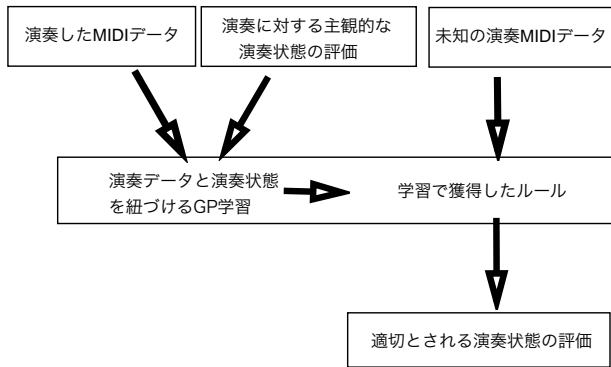 演奏したMIDIデータ
演奏に対する主観的な
演奏状態の評価
未知の演奏MIDIデータ
演奏データと演奏状態
を紐づけるGP学習
学習で獲得したルール
適切とされる演奏状態の評価